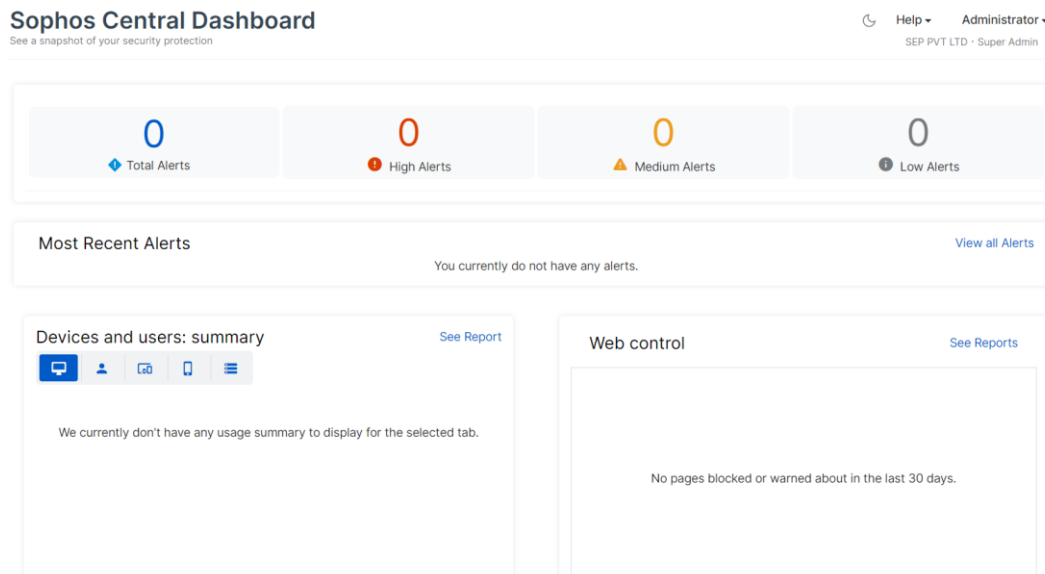 Sophos Central Dashboard
See a snapshot of your security protection
Help
Administrator
SEP PVT LTD · Super Admin
0
Total Alerts
0
High Alerts
0
Medium Alerts
0
Low Alerts
Most Recent Alerts
View all Alerts
You currently do not have any alerts.
Devices and users: summary
See Report
We currently don't have any usage summary to display for the selected tab.
Web control
See Reports
No pages blocked or warned about in the last 30 days.